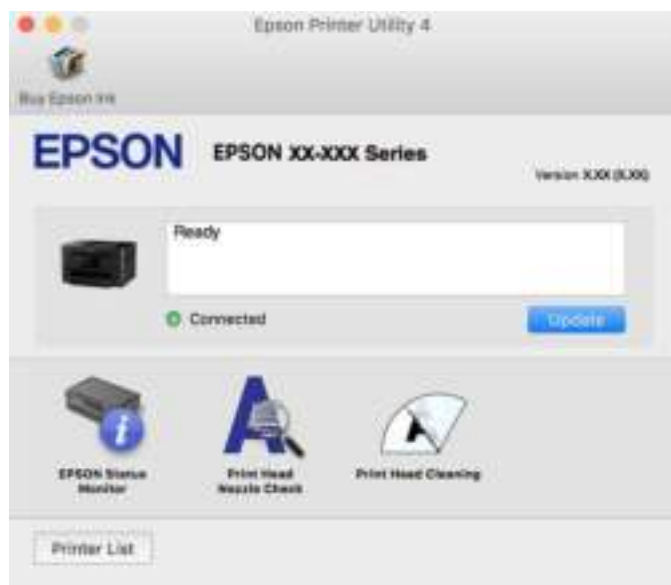 Epson Printer Utility 4
Buy Epson Ink
EPSON
EPSON XX-XXX Series
Version X.XX (X.XX)
Ready
Connected
Update
EPSON Status
Monitor
Print Head
Nozzle Check
Print Head Cleaning
Printer List